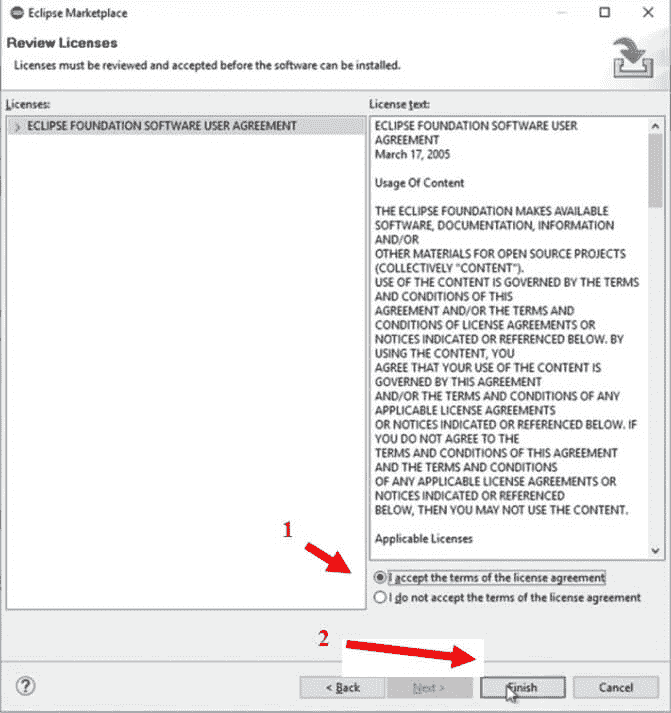 Eclipse Marketplace
Review Licenses
Licenses must be reviewed and accepted before the software can be installed.
Licenses:
ECLIPSE FOUNDATION SOFTWARE USER AGREEMENT
License text:
ECLIPSE FOUNDATION SOFTWARE USER
AGREEMENT
March 17, 2005
Usage Of Content
THE ECLIPSE FOUNDATION MAKES AVAILABLE
SOFTWARE, DOCUMENTATION, INFORMATION
AND/OR
OTHER MATERIALS FOR OPEN SOURCE PROJECTS
(COLLECTIVELY "CONTENT").
USE OF THE CONTENT IS GOVERNED BY THE TERMS
AND CONDITIONS OF THIS
AGREEMENT AND/OR THE TERMS AND
CONDITIONS OF LICENSE AGREEMENTS OR
NOTICES INDICATED OR REFERENCED BELOW. BY
USING THE CONTENT, YOU
AGREE THAT YOUR USE OF THE CONTENT IS
GOVERNED BY THIS AGREEMENT
AND/OR THE TERMS AND CONDITIONS OF ANY
APPLICABLE LICENSE AGREEMENTS
OR NOTICES INDICATED OR REFERENCED BELOW. IF
YOU DO NOT AGREE TO THE
TERMS AND CONDITIONS OF THIS AGREEMENT
AND THE TERMS AND CONDITIONS
OF ANY APPLICABLE LICENSE AGREEMENTS OR
NOTICES INDICATED OR REFERENCED
BELOW, THEN YOU MAY NOT USE THE CONTENT.
Applicable Licenses
1
I accept the terms of the license agreement
I do not accept the terms of the license agreement
2
? < Back Next > Finish Cancel